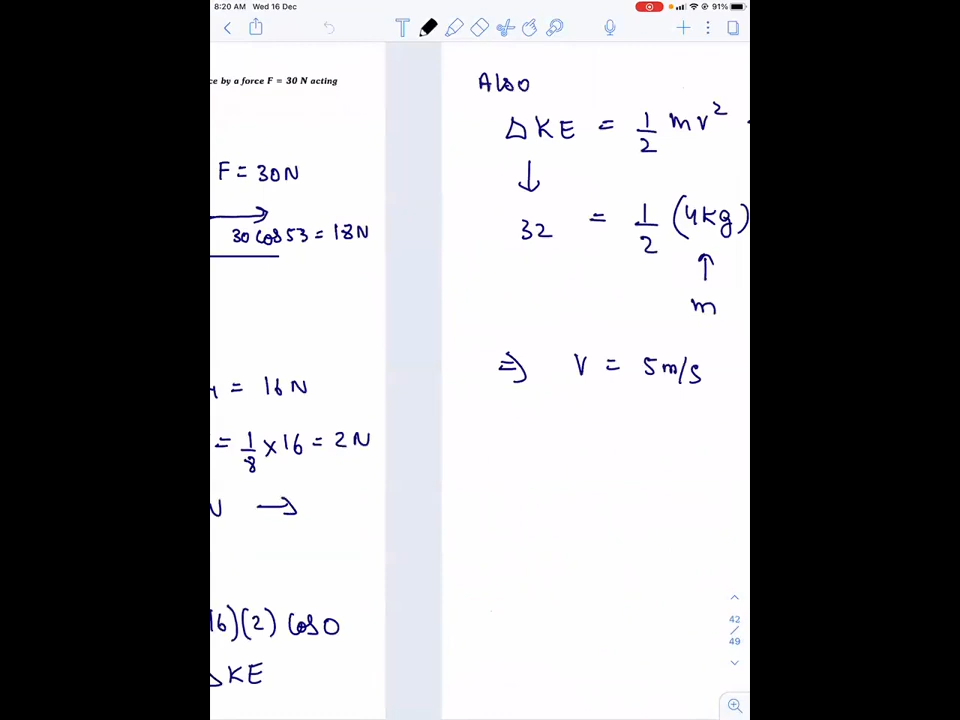 8:20 AM Wed 16 Dec
91%
T
ce by a force F = 30 N acting
F = 30N
30 cos 53 = 18N
= 16 N
= 1/8 × 16 = 2 N
N →
16)(2) cos 0
ΔKE
Also
Δ KE = 1/2 mv²
↓
32 = 1/2 (4kg)
↑
m
⇒ V = 5m/s
42
/
49